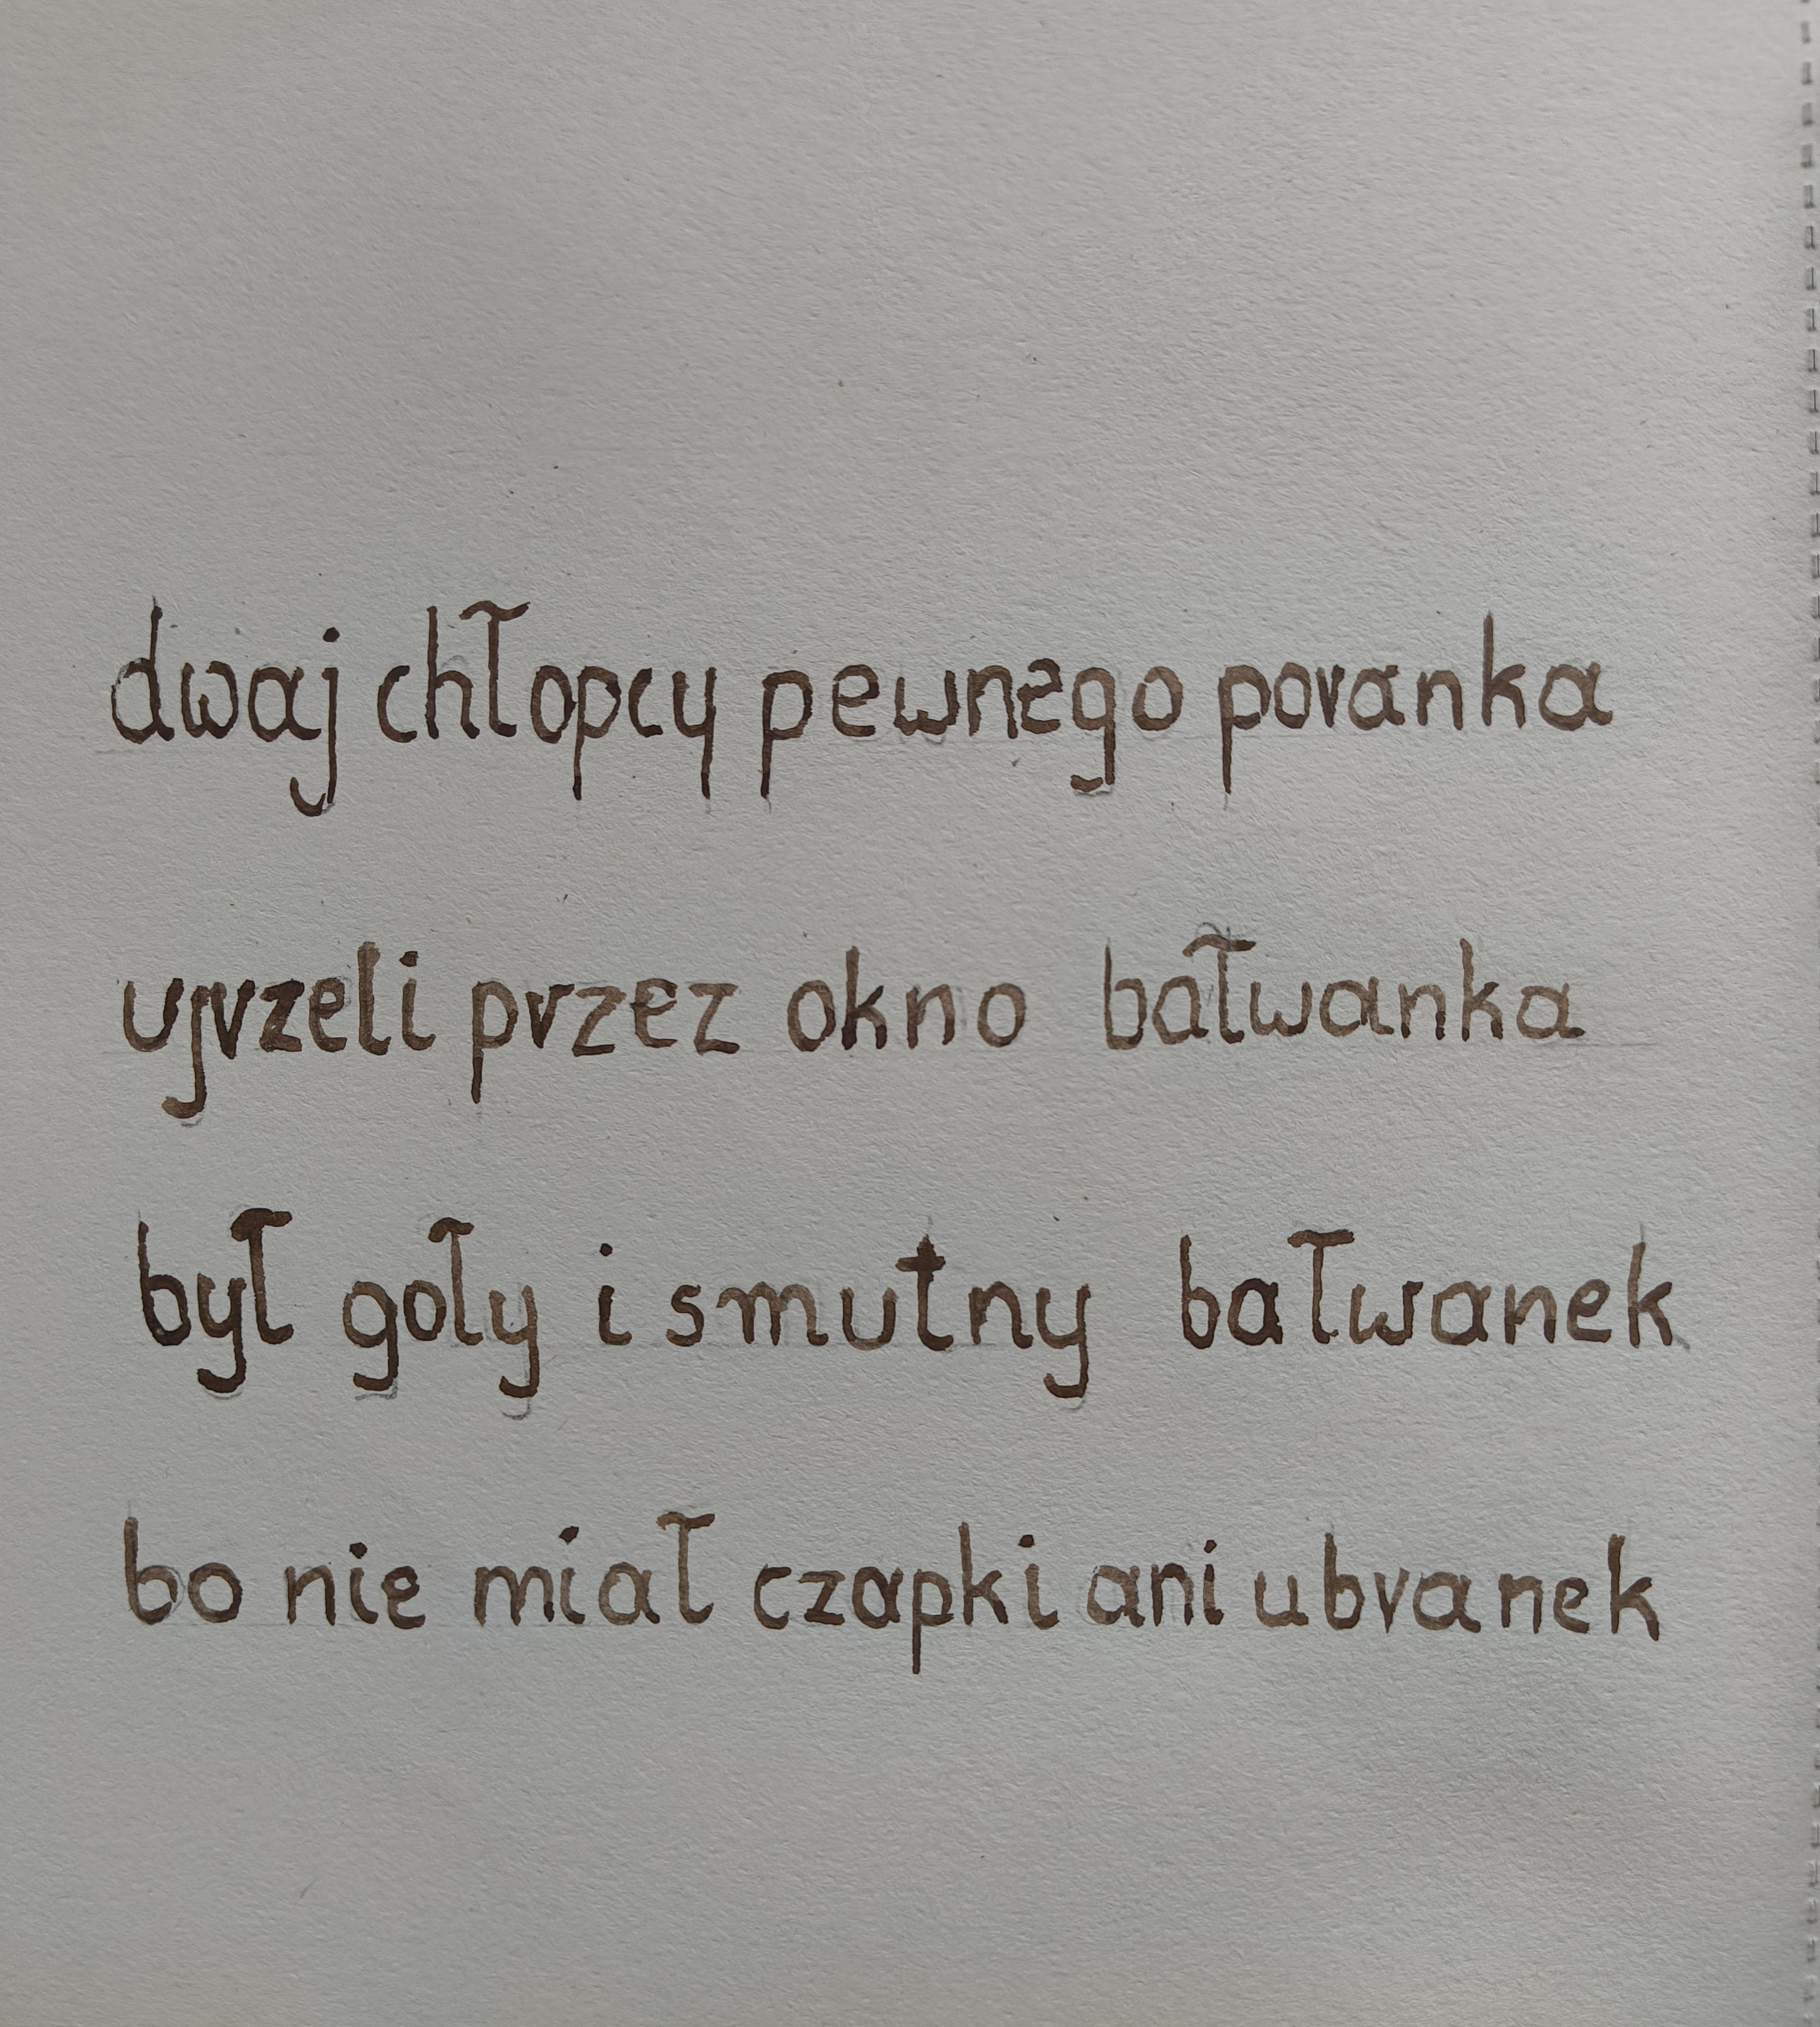 dwaj chłopcy pewnego poranka
ujrzeli przez okno bałwanka
był goły i smutny bałwanek
bo nie miał czapki ani ubranek